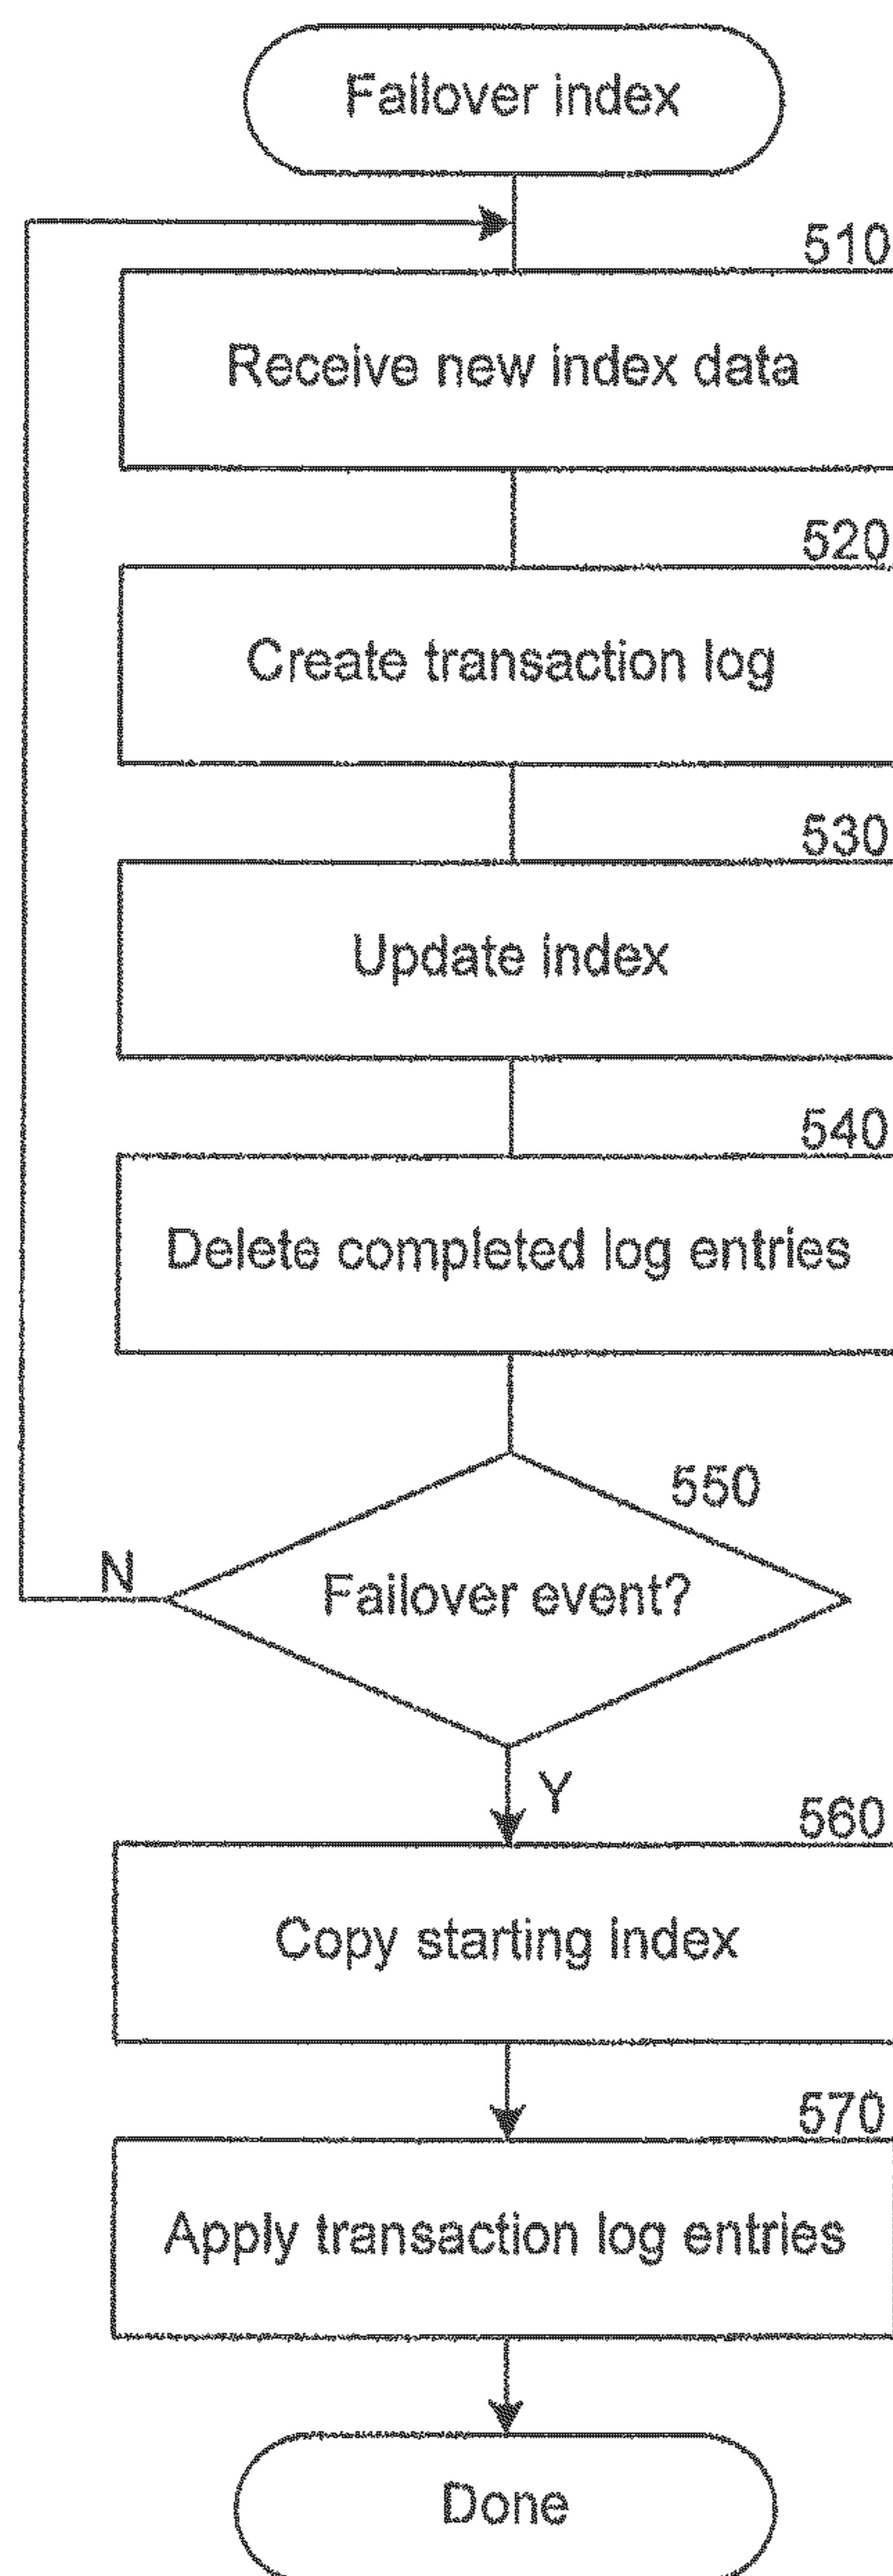 Failover index
510
Receive new index data
520
Create transaction log
530
Update index
540
Delete completed log entries
550
Failover event?
N
Y
560
Copy starting index
570
Apply transaction log entries
Done